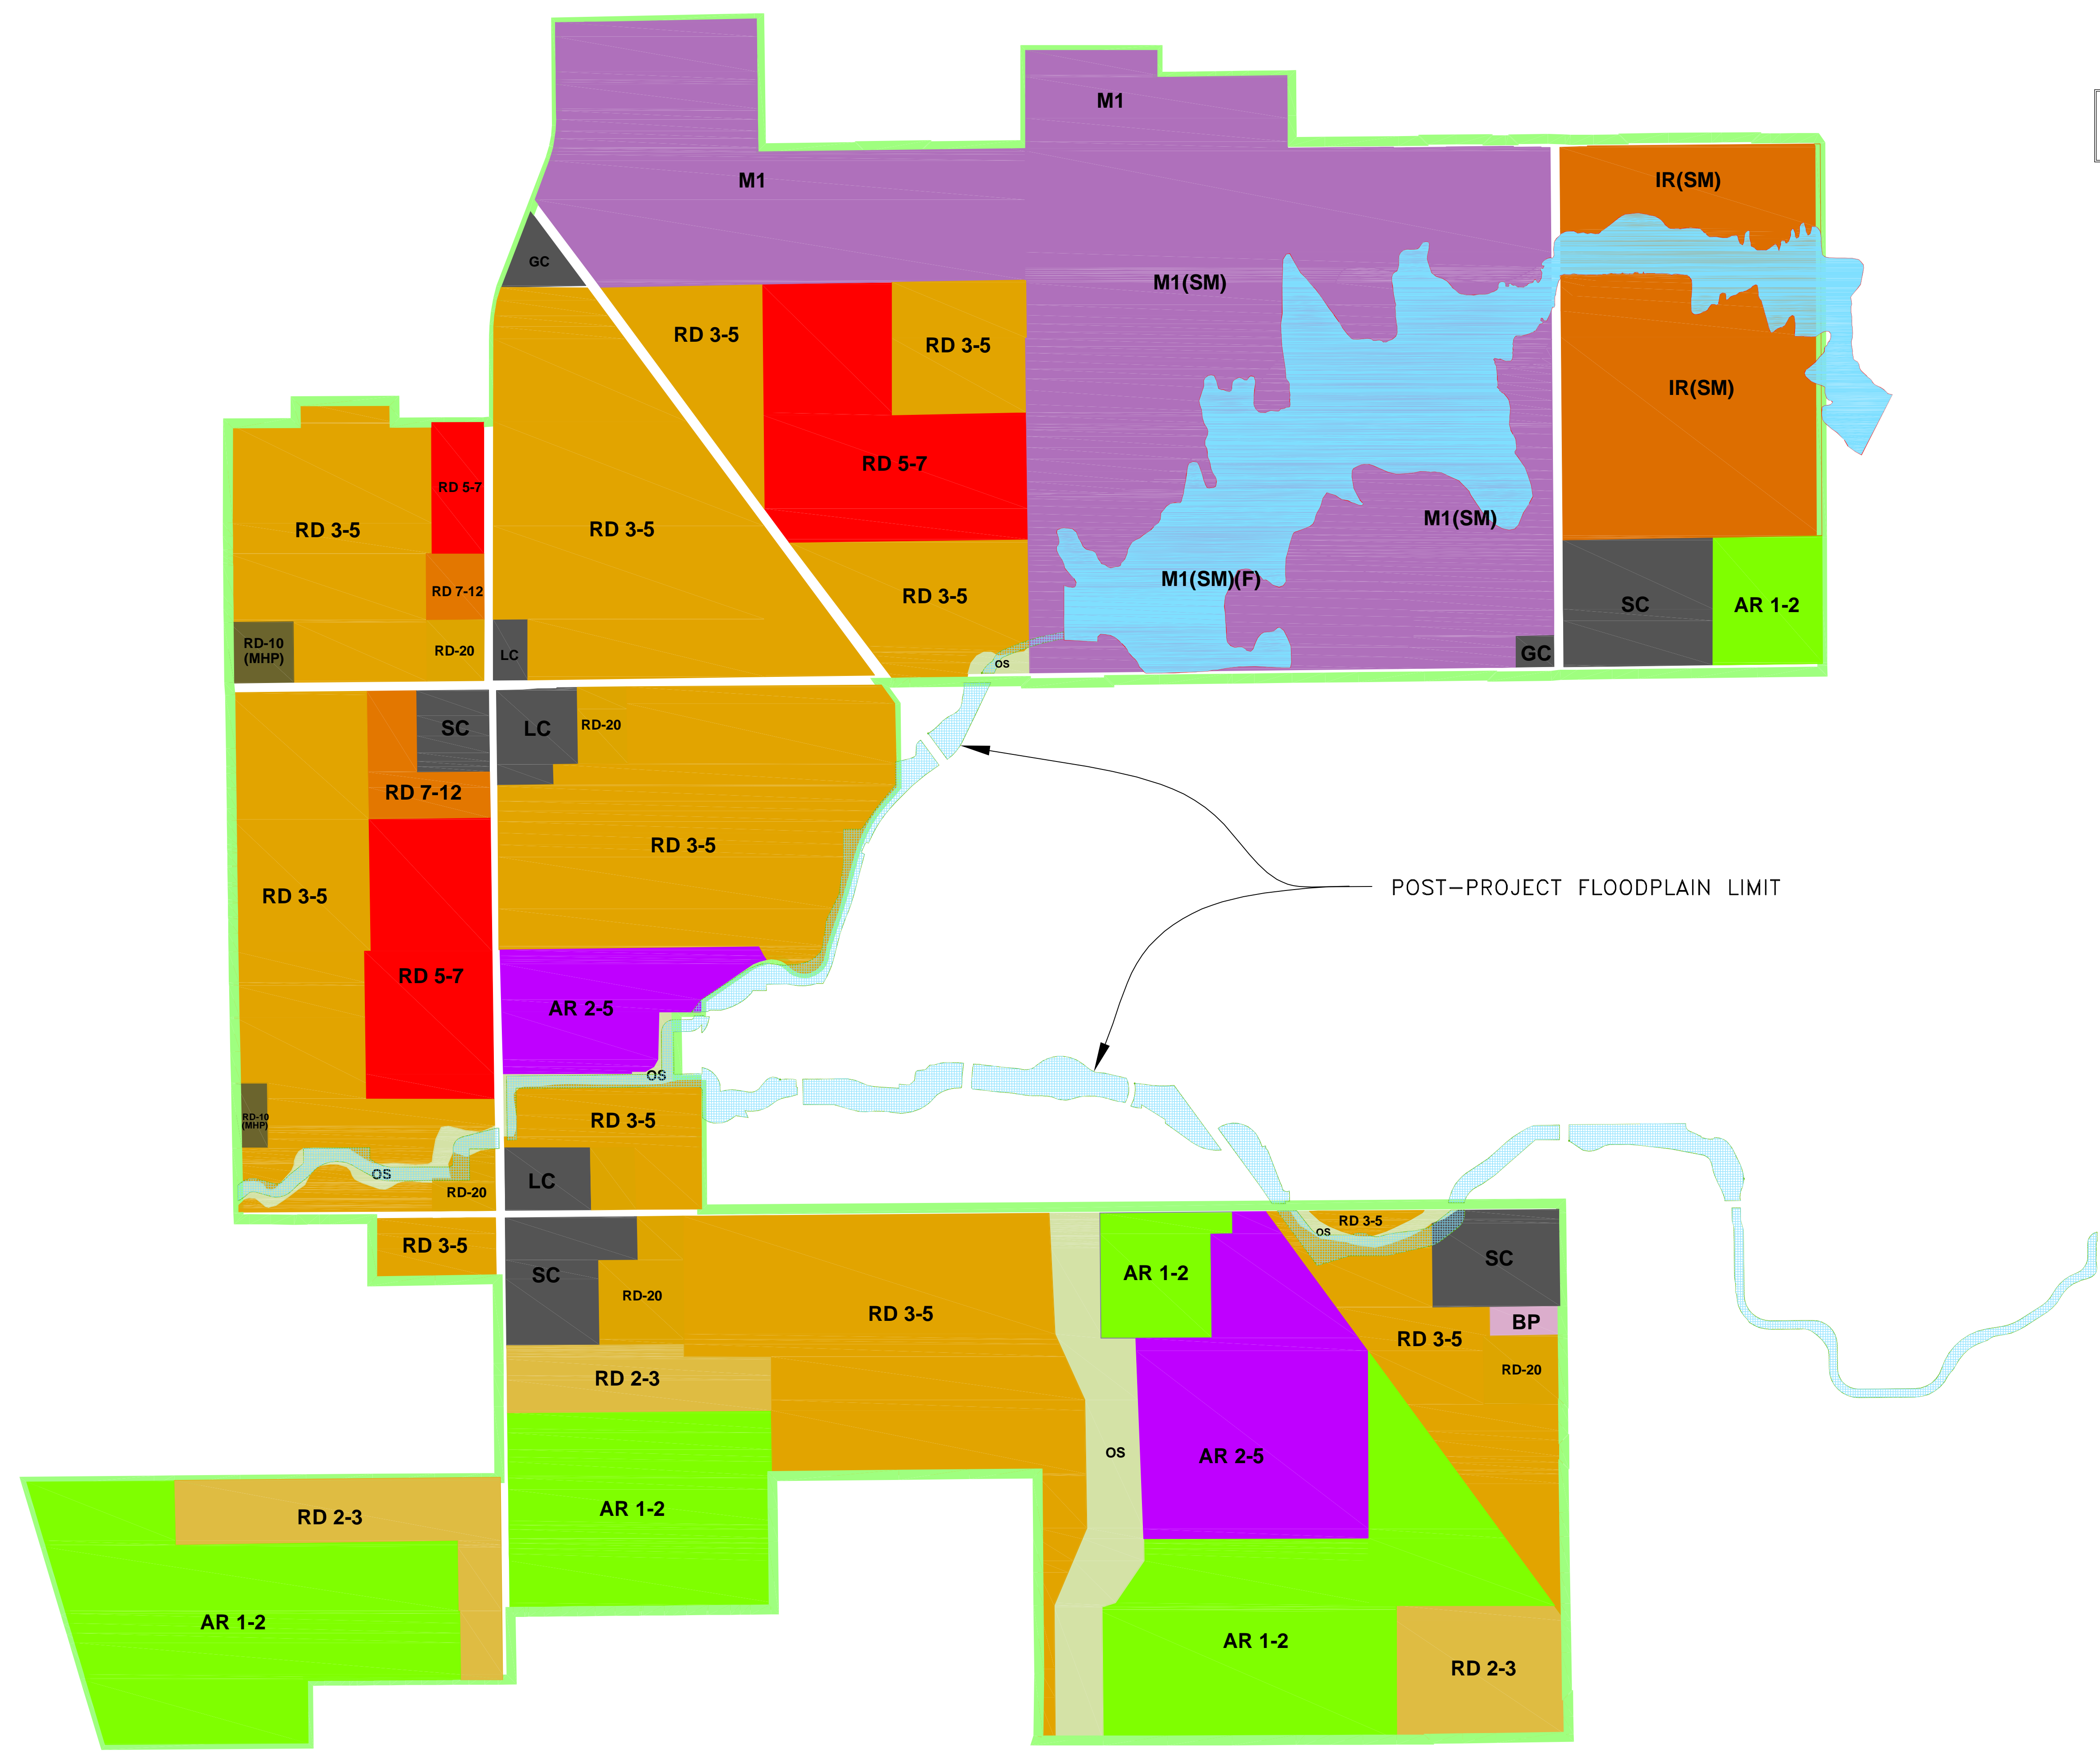 M1
M1
IR(SM)
GC
M1(SM)
RD 3-5
RD 3-5
IR(SM)
RD 5-7
RD 5-7
M1(SM)
RD 3-5
RD 3-5
M1(SM)(F)
RD 7-12
RD 3-5
SC
AR 1-2
RD-10
(MHP)
RD-20
LC
OS
GC
SC
LC
RD-20
RD 7-12
RD 3-5
POST-PROJECT FLOODPLAIN LIMIT
RD 3-5
RD 5-7
AR 2-5
OS
RD-10
(MHP)
RD 3-5
OS
RD-20
LC
RD 3-5
RD 3-5
OS
SC
SC
AR 1-2
RD-20
RD 3-5
BP
RD 3-5
RD-20
RD 2-3
OS
AR 2-5
AR 1-2
RD 2-3
AR 1-2
AR 1-2
RD 2-3